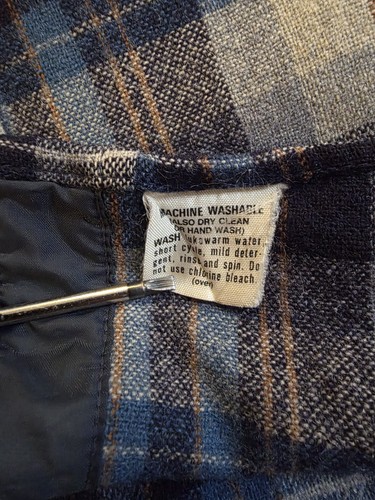 MACHINE WASHABLE
(ALSO DRY CLEAN
OR HAND WASH)
WASH lukewarm water,
short cycle, mild deter-
gent, rinse and spin. Do
not use chlorine bleach.
(over)